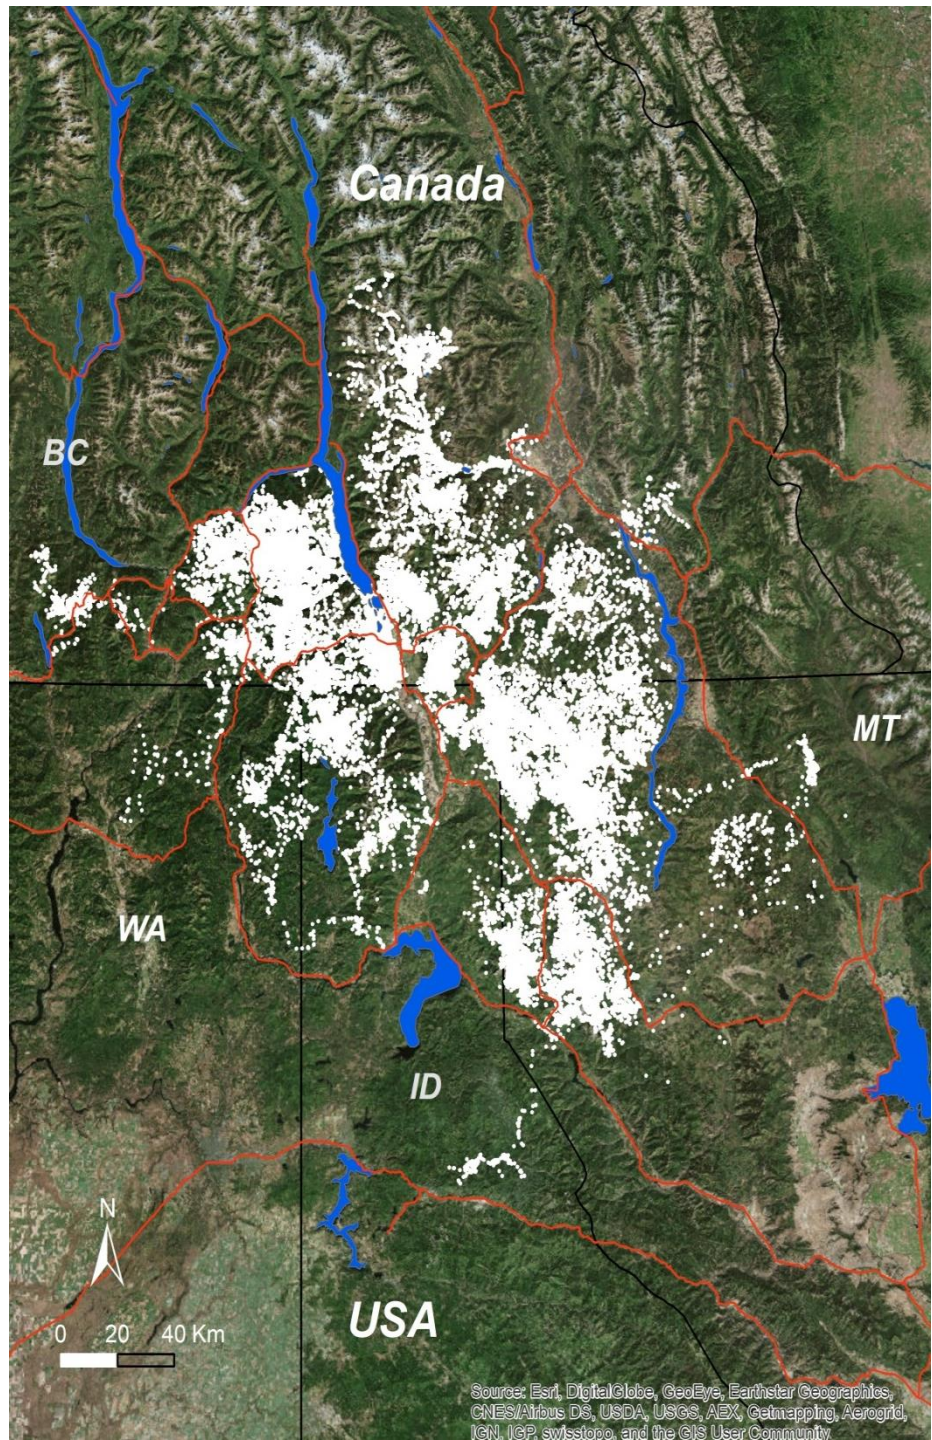 Canada
BC
MT
WA
ID
N
USA
0 20 40 Km
Source: Esri, DigitalGlobe, GeoEye, Earthstar Geographics,
CNES/Airbus DS, USDA, USGS, AEX, Getmapping, Aerogrid,
IGN, IGP, swisstopo, and the GIS User Community